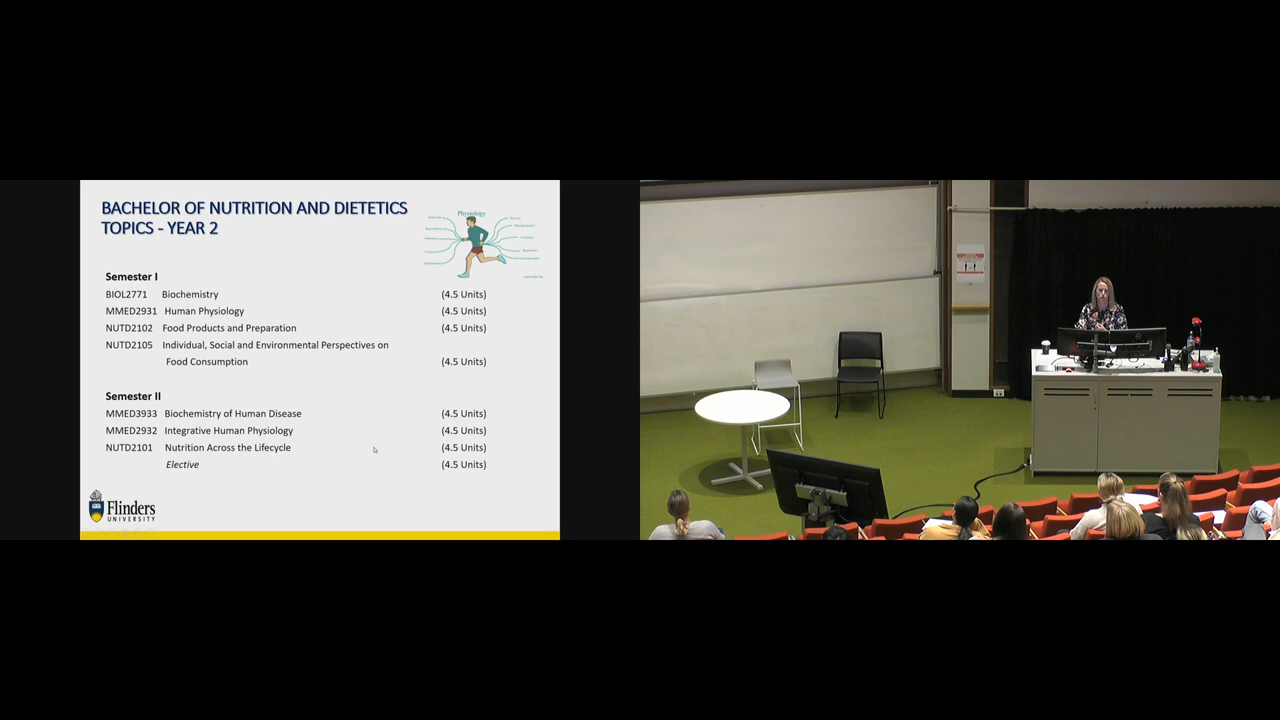 BACHELOR OF NUTRITION AND DIETETICS
TOPICS - YEAR 2
Physiology
Semester I
BIOL2771 Biochemistry (4.5 Units)
MMED2931 Human Physiology (4.5 Units)
NUTD2102 Food Products and Preparation (4.5 Units)
NUTD2105 Individual, Social and Environmental Perspectives on
Food Consumption (4.5 Units)
Semester II
MMED3933 Biochemistry of Human Disease (4.5 Units)
MMED2932 Integrative Human Physiology (4.5 Units)
NUTD2101 Nutrition Across the Lifecycle (4.5 Units)
Elective (4.5 Units)
Flinders
UNIVERSITY